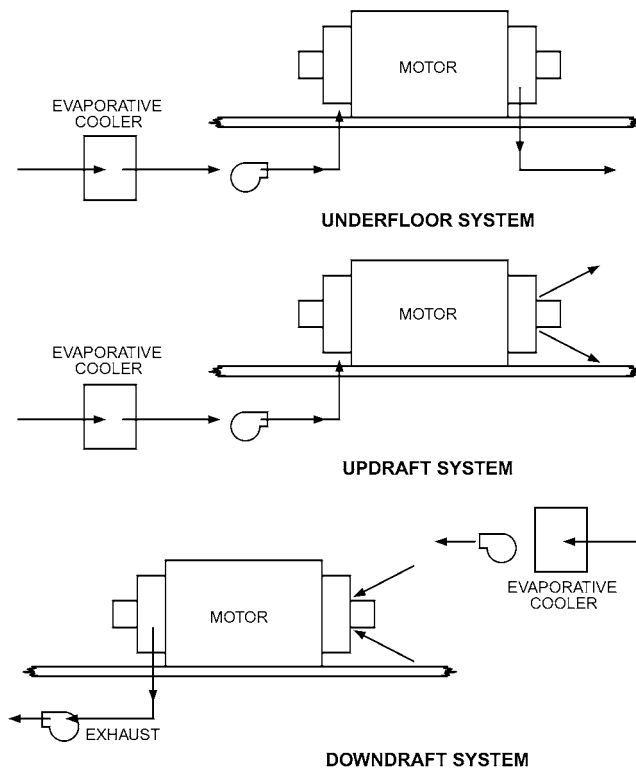 MOTOR
EVAPORATIVE
COOLER
UNDERFLOOR SYSTEM
MOTOR
EVAPORATIVE
COOLER
UPDRAFT SYSTEM
EVAPORATIVE
COOLER
MOTOR
EXHAUST
DOWNDRAFT SYSTEM